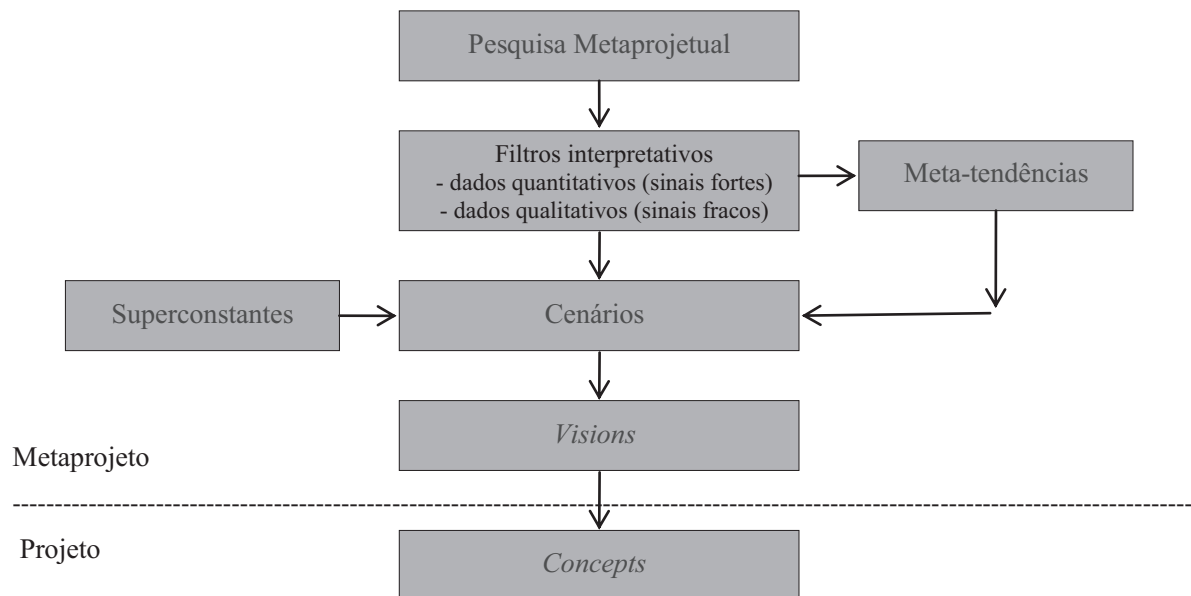 Pesquisa Metaprojetual
Filtros interpretativos
- dados quantitativos (sinais fortes)
- dados qualitativos (sinais fracos)
Meta-tendências
Superconstantes
Cenários
Visions
Metaprojeto
Projeto
Concepts